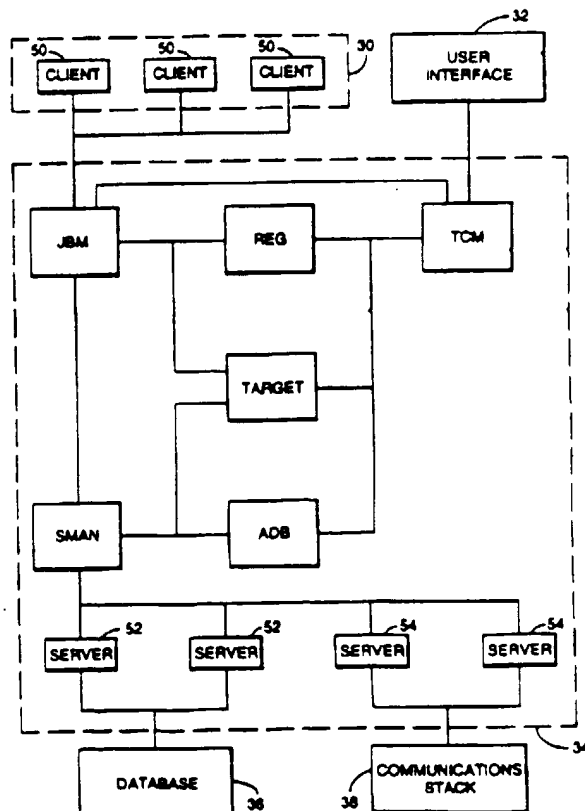 50 50 50 30 32
CLIENT CLIENT CLIENT
USER
INTERFACE
JBM REG TCM
TARGET
SMAN ADB
52 52 54 54
SERVER SERVER SERVER SERVER
34
DATABASE
36
COMMUNICATIONS
STACK
38